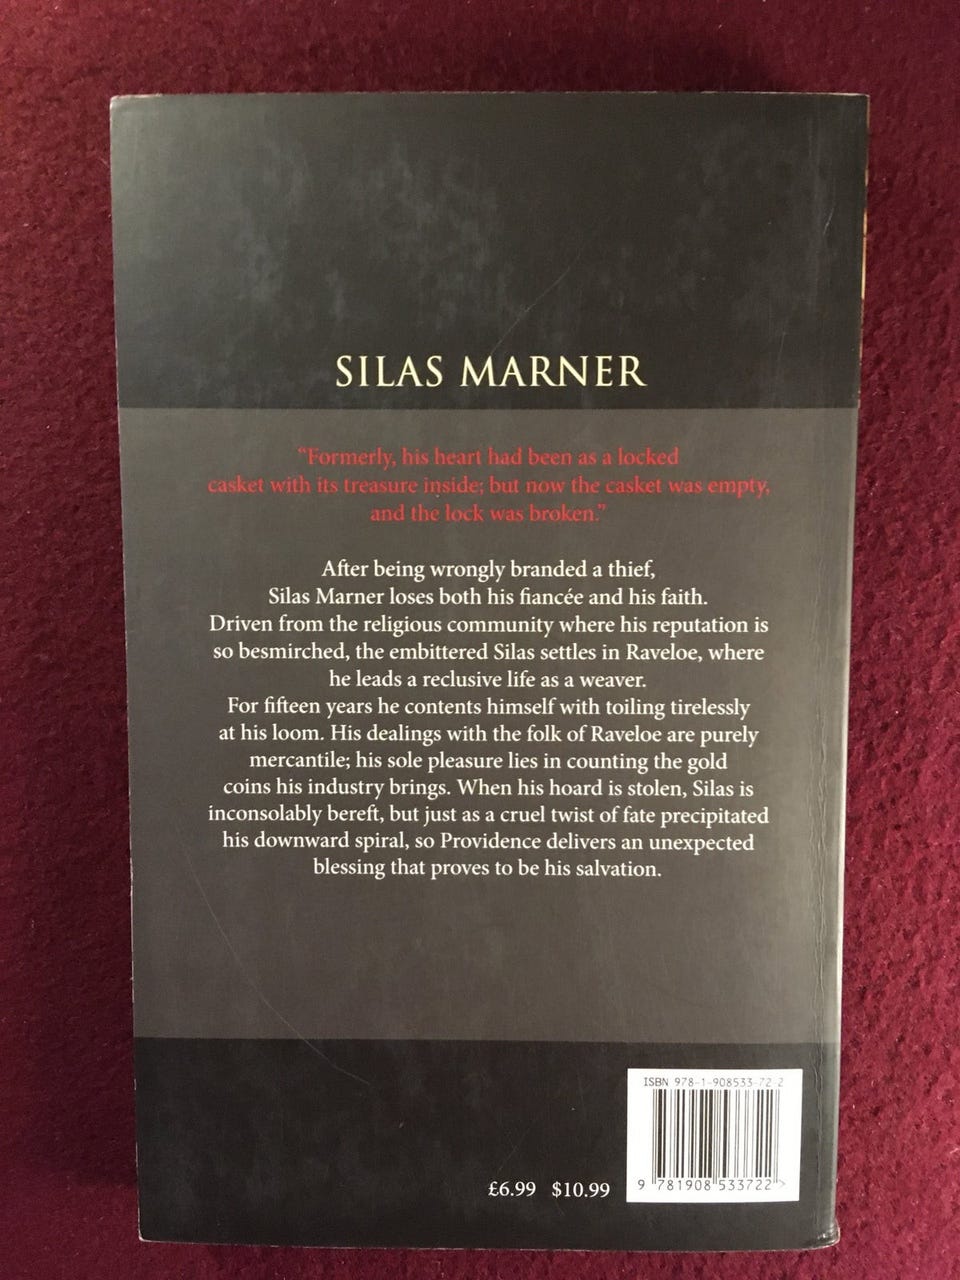 SILAS MARNER
“Formerly, his heart had been as a locked
casket with its treasure inside; but now the casket was empty,
and the lock was broken.”
After being wrongly branded a thief,
Silas Marner loses both his fiancée and his faith.
Driven from the religious community where his reputation is
so besmirched, the embittered Silas settles in Raveloe, where
he leads a reclusive life as a weaver.
For fifteen years he contents himself with toiling tirelessly
at his loom. His dealings with the folk of Raveloe are purely
mercantile; his sole pleasure lies in counting the gold
coins his industry brings. When his hoard is stolen, Silas is
inconsolably bereft, but just as a cruel twist of fate precipitated
his downward spiral, so Providence delivers an unexpected
blessing that proves to be his salvation.
ISBN 978-1-908533-72 2
9 781908 533722 >
£6.99 $10.99